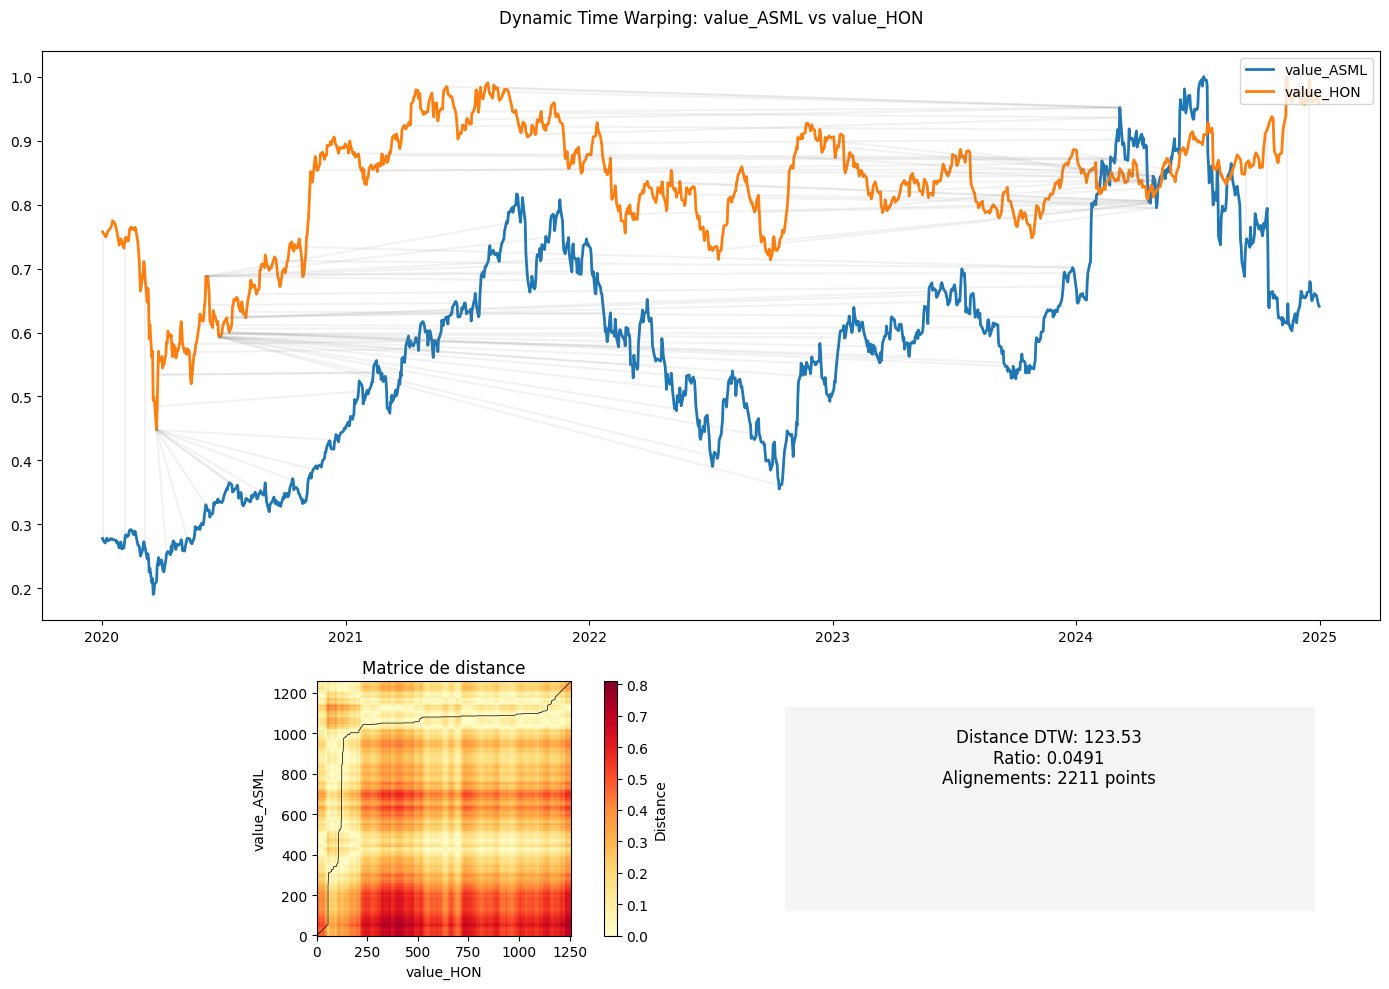 Dynamic Time Warping: value_ASML vs value_HON
value_ASML
value_HON
1.0
0.9
0.8
0.7
0.6
0.5
0.4
0.3
0.2
2020 2021 2022 2023 2024 2025
Matrice de distance
value_ASML
1200
1000
800
600
400
200
0
0 250 500 750 1000 1250
value_HON
0.8
0.7
0.6
0.5
0.4
0.3
0.2
0.1
0.0
Distance
Distance DTW: 123.53
Ratio: 0.0491
Alignements: 2211 points